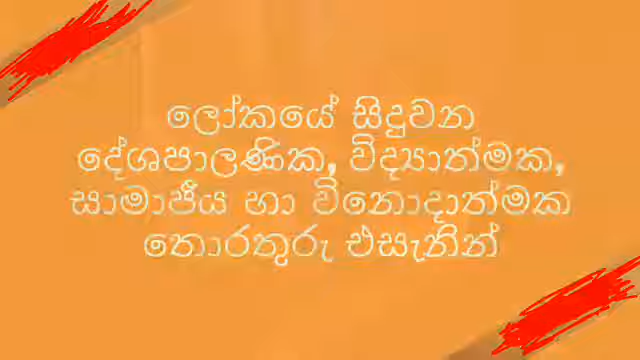 ලෝකයේ සිදුවන
දේශපාලණික, විද්‍යාත්මක,
සාමාජීය හා විනොදාත්මක
තොරතුරු එසැනින්